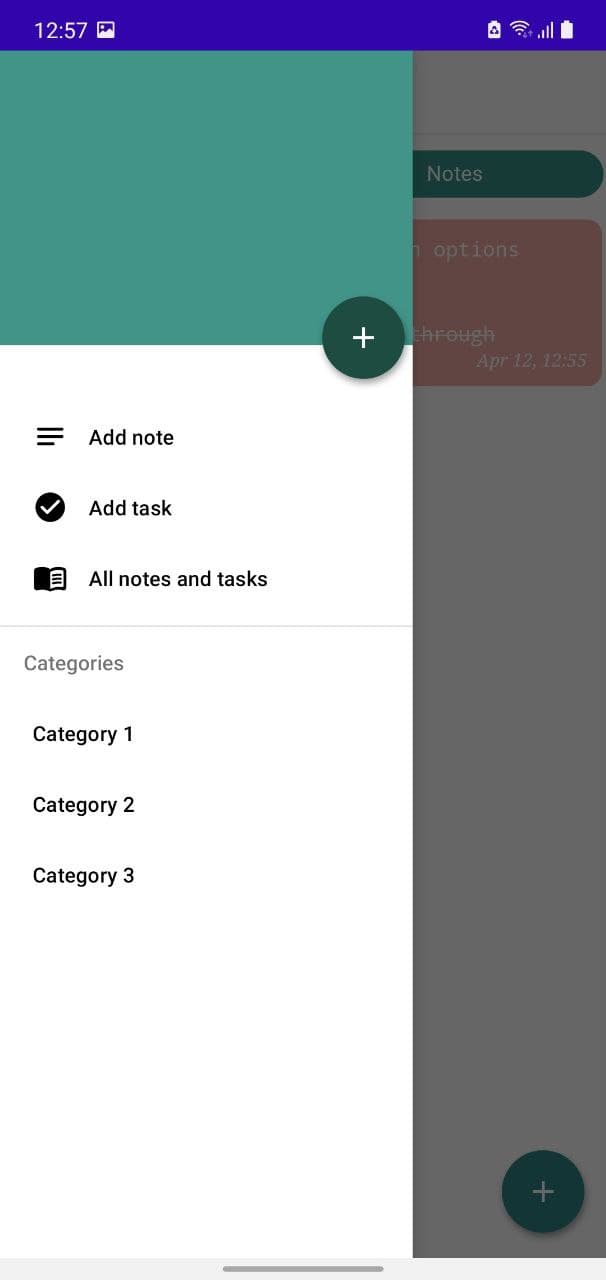 12:57
Notes
options
through
Apr 12, 12:55
Add note
Add task
All notes and tasks
Categories
Category 1
Category 2
Category 3